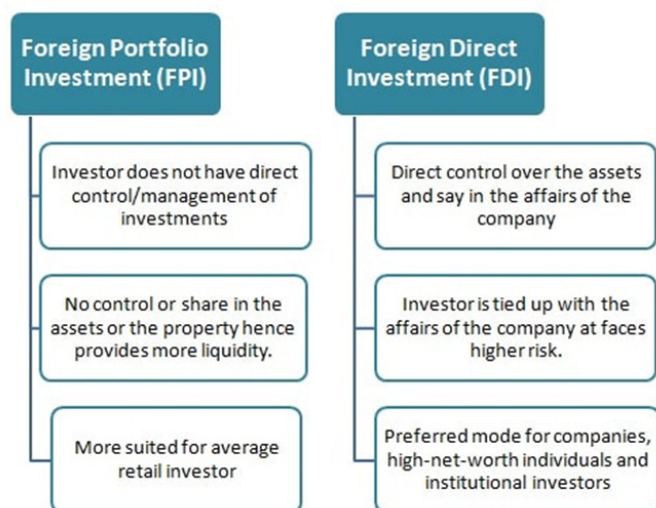 Foreign Portfolio
Investment (FPI)
Investor does not have direct
control/management of
investments
No control or share in the
assets or the property hence
provides more liquidity.
More suited for average
retail investor
Foreign Direct
Investment (FDI)
Direct control over the assets
and say in the affairs of the
company
Investor is tied up with the
affairs of the company at faces
higher risk.
Preferred mode for companies,
high-net-worth individuals and
institutional investors